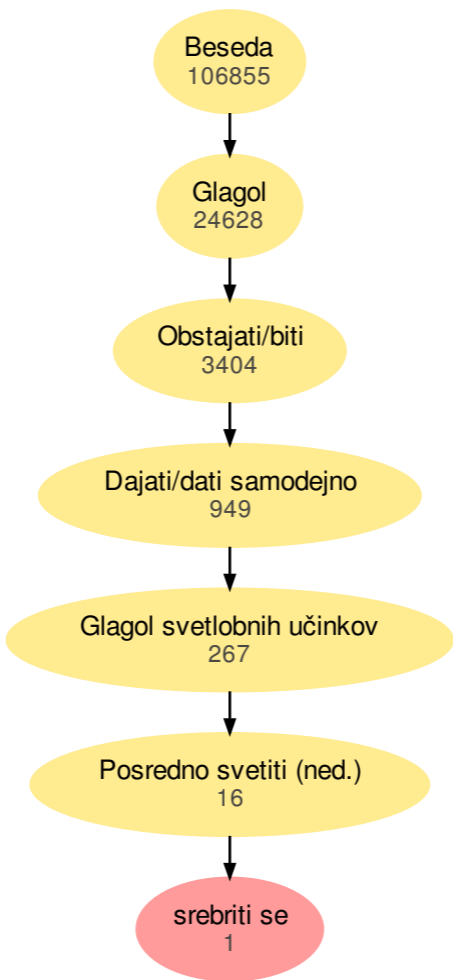 Beseda
106855
Glagol
24628
Obstajati/biti
3404
Dajati/dati samodejno
949
Glagol svetlobnih učinkov
267
Posredno svetiti (ned.)
16
srebriti se
1